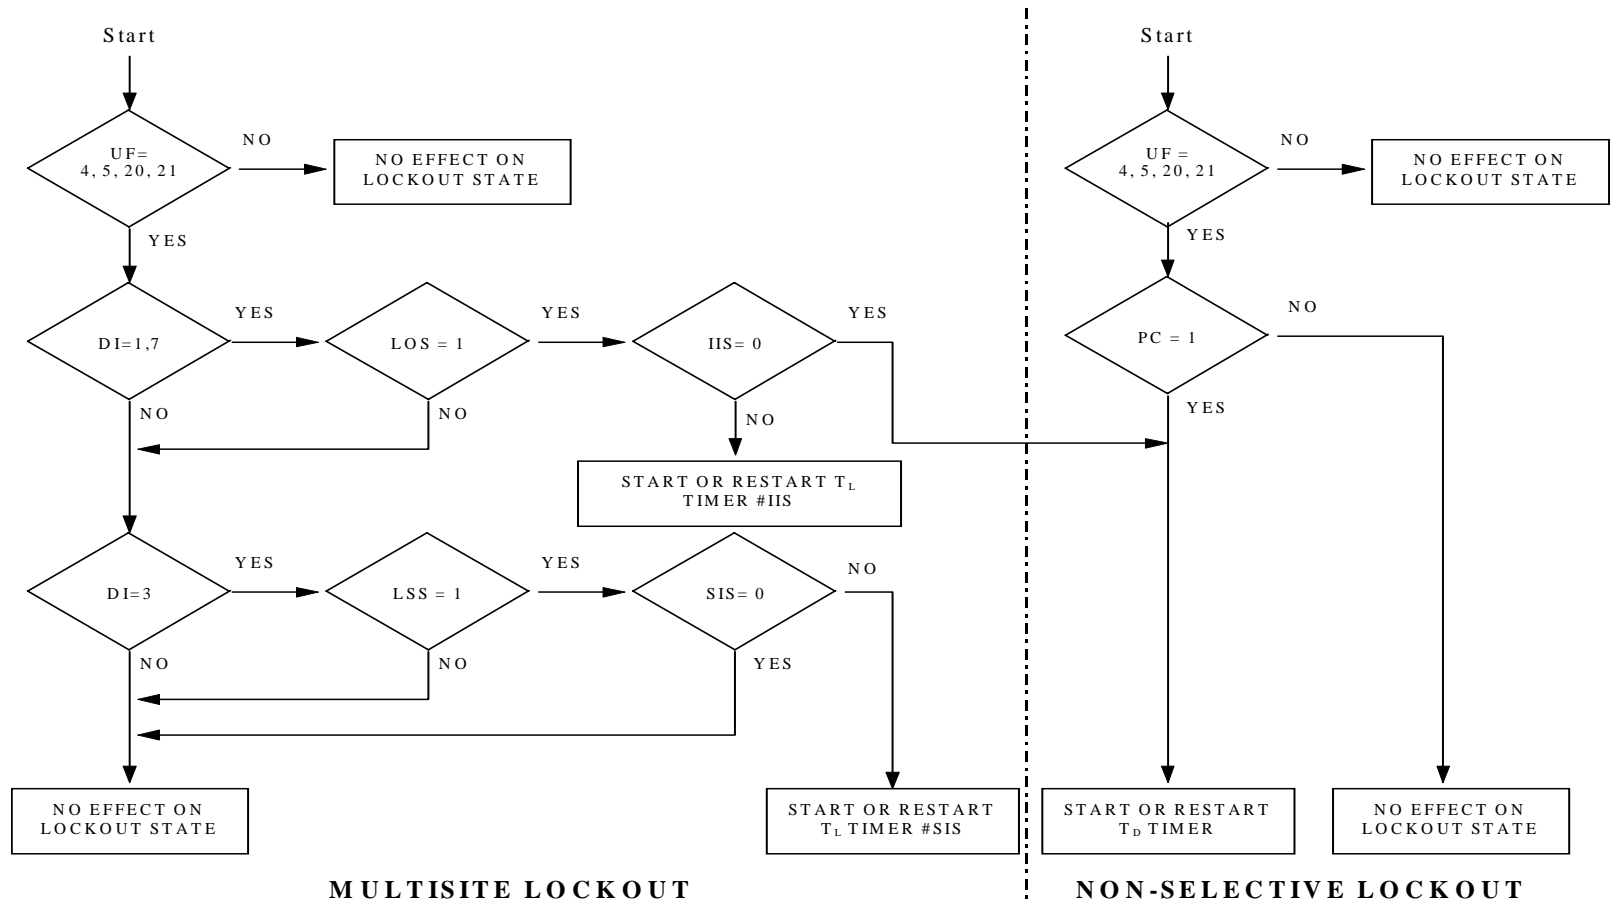 Start
UF=
4, 5, 20, 21
NO
NO EFFECT ON
LOCKOUT STATE
YES
DI=1,7
YES
LOS = 1
YES
IIS= 0
YES
NO
NO
NO
START OR RESTART TL
TIMER #IIS
DI=3
YES
LSS = 1
YES
SIS= 0
NO
NO
NO
YES
NO EFFECT ON
LOCKOUT STATE
START OR RESTART
TL TIMER #SIS
MULTISITE LOCKOUT
Start
UF =
4, 5, 20, 21
NO
NO EFFECT ON
LOCKOUT STATE
YES
PC = 1
NO
YES
START OR RESTART
TD TIMER
NO EFFECT ON
LOCKOUT STATE
NON-SELECTIVE LOCKOUT